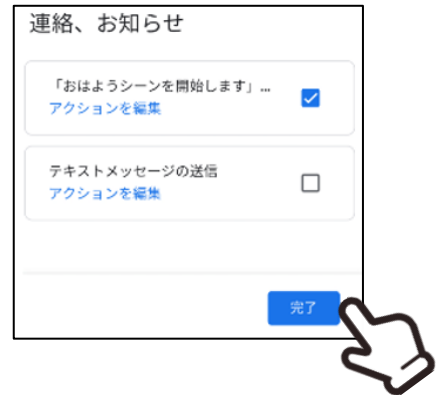 連絡、お知らせ
「おはようシーンを開始します」...
アクションを編集
テキストメッセージの送信
アクションを編集
完了